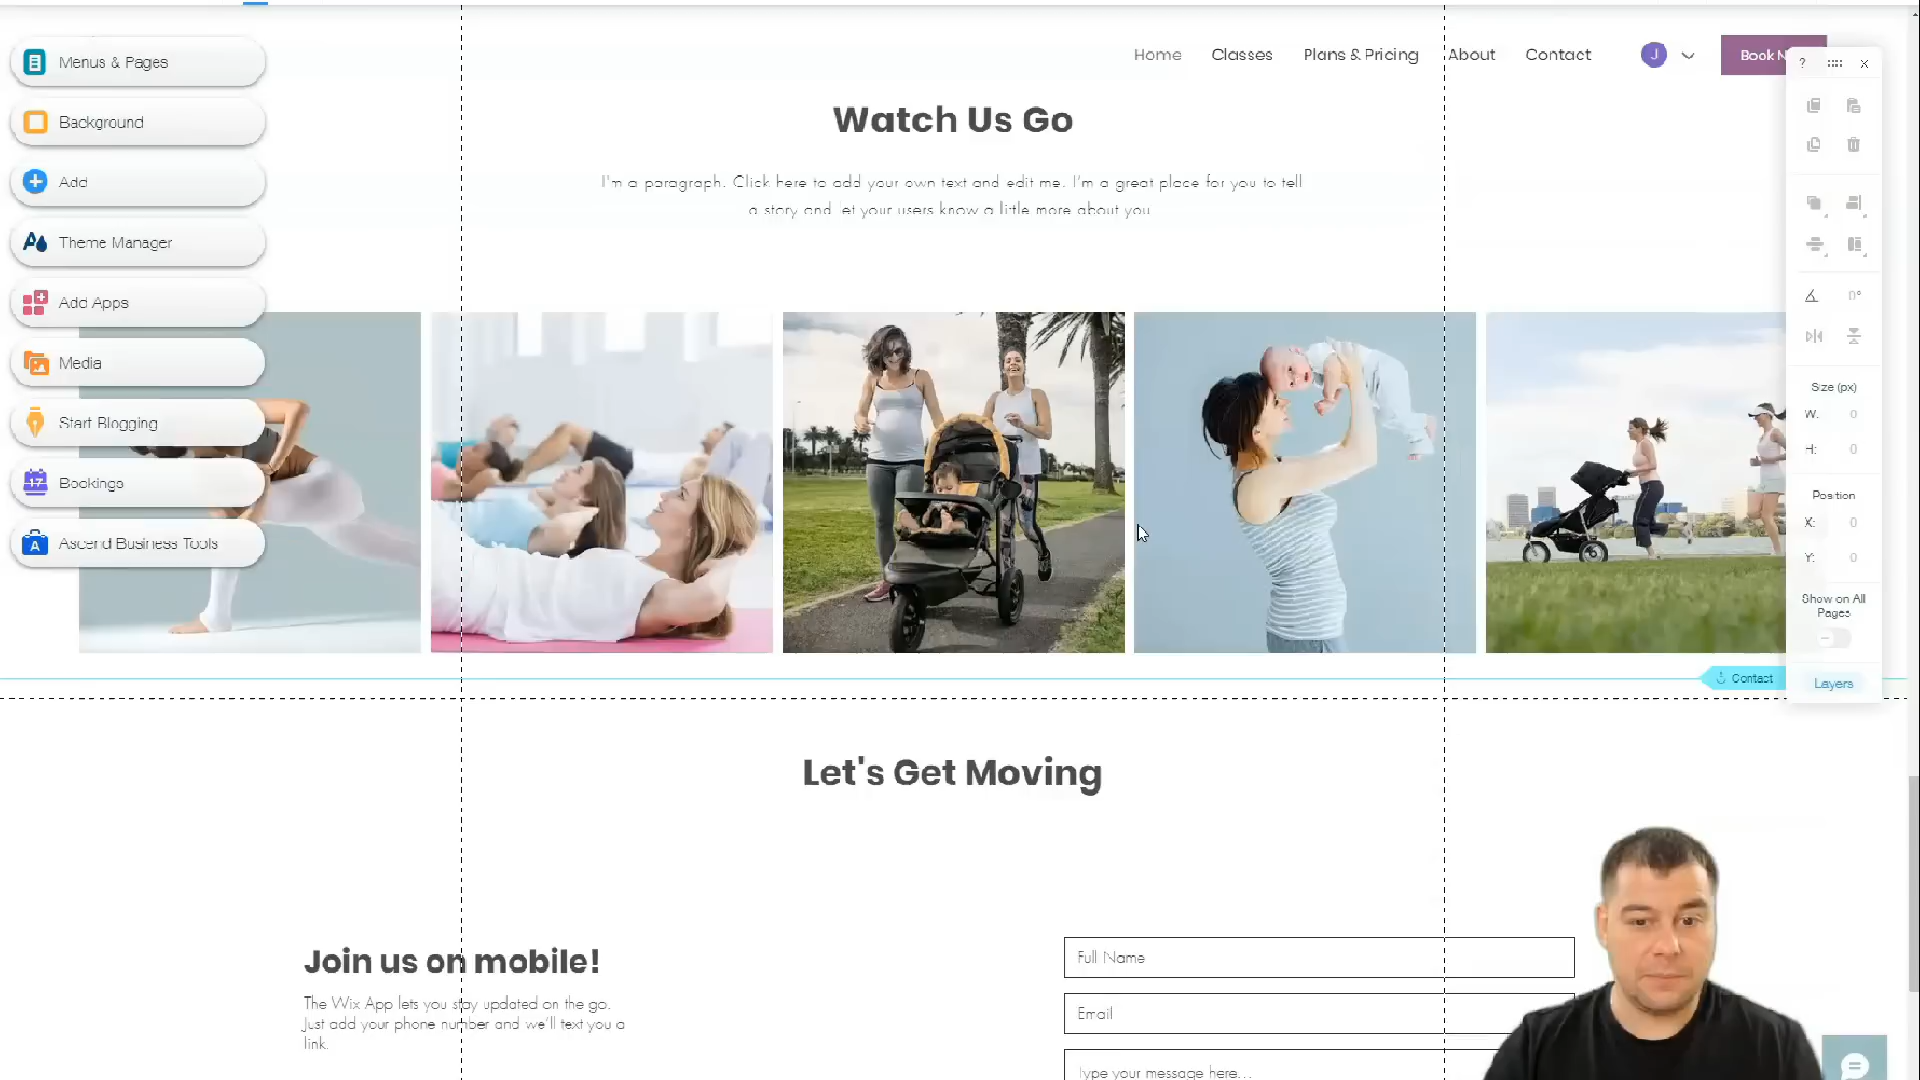 Menus & Pages
Background
Add
Theme Manager
Add Apps
Media
Start Blogging
17
Bookings
A
Ascend Business Tools
Home
Classes
Plans & Pricing
About
Contact
J
Book N
Watch Us Go
I'm a paragraph. Click here to add your own text and edit me. I'm a great place for you to tell
a story and let your users know a little more about you.
?
0°
Size (px)
W: 0
H: 0
Position
X: 0
Y: 0
Show on All
Pages
Layers
Contact
Let's Get Moving
Join us on mobile!
The Wix App lets you stay updated on the go.
Just add your phone number and we'll text you a
link.
Full Name
Email
Type your message here...